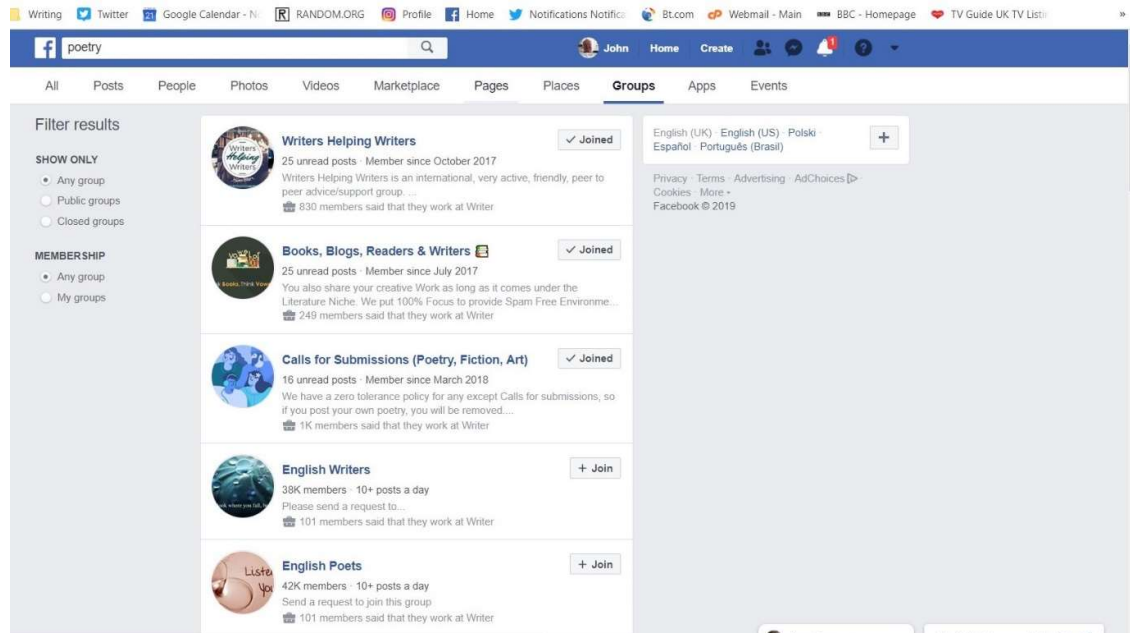 Writing Twitter 21 Google Calendar - N R RANDOM.ORG Profile Home Notifications Notific Bt.com Webmail - Main BBC - Homepage TV Guide UK TV Listi »
f poetry John Home Create 1 ?
All Posts People Photos Videos Marketplace Pages Places Groups Apps Events
Filter results
SHOW ONLY
Any group
Public groups
Closed groups
MEMBERSHIP
Any group
My groups
Writers Helping Writers
Writers Helping Writers ✓ Joined
25 unread posts · Member since October 2017
Writers Helping Writers is an international, very active, friendly, peer to
peer advice/support group. ...
830 members said that they work at Writer
Books, Blogs, Readers & Writers ✓ Joined
25 unread posts · Member since July 2017
You also share your creative Work as long as it comes under the
Literature Niche. We put 100% Focus to provide Spam Free Environme...
249 members said that they work at Writer
Calls for Submissions (Poetry, Fiction, Art) ✓ Joined
16 unread posts · Member since March 2018
We have a zero tolerance policy for any except Calls for submissions, so
if you post your own poetry, you will be removed....
1K members said that they work at Writer
English Writers + Join
38K members · 10+ posts a day
Please send a request to...
101 members said that they work at Writer
Liste
You
English Poets + Join
42K members · 10+ posts a day
Send a request to join this group
101 members said that they work at Writer
English (UK) · English (US) · Polski ·
Español · Português (Brasil)
+
Privacy · Terms · Advertising · AdChoices ·
Cookies · More
Facebook © 2019